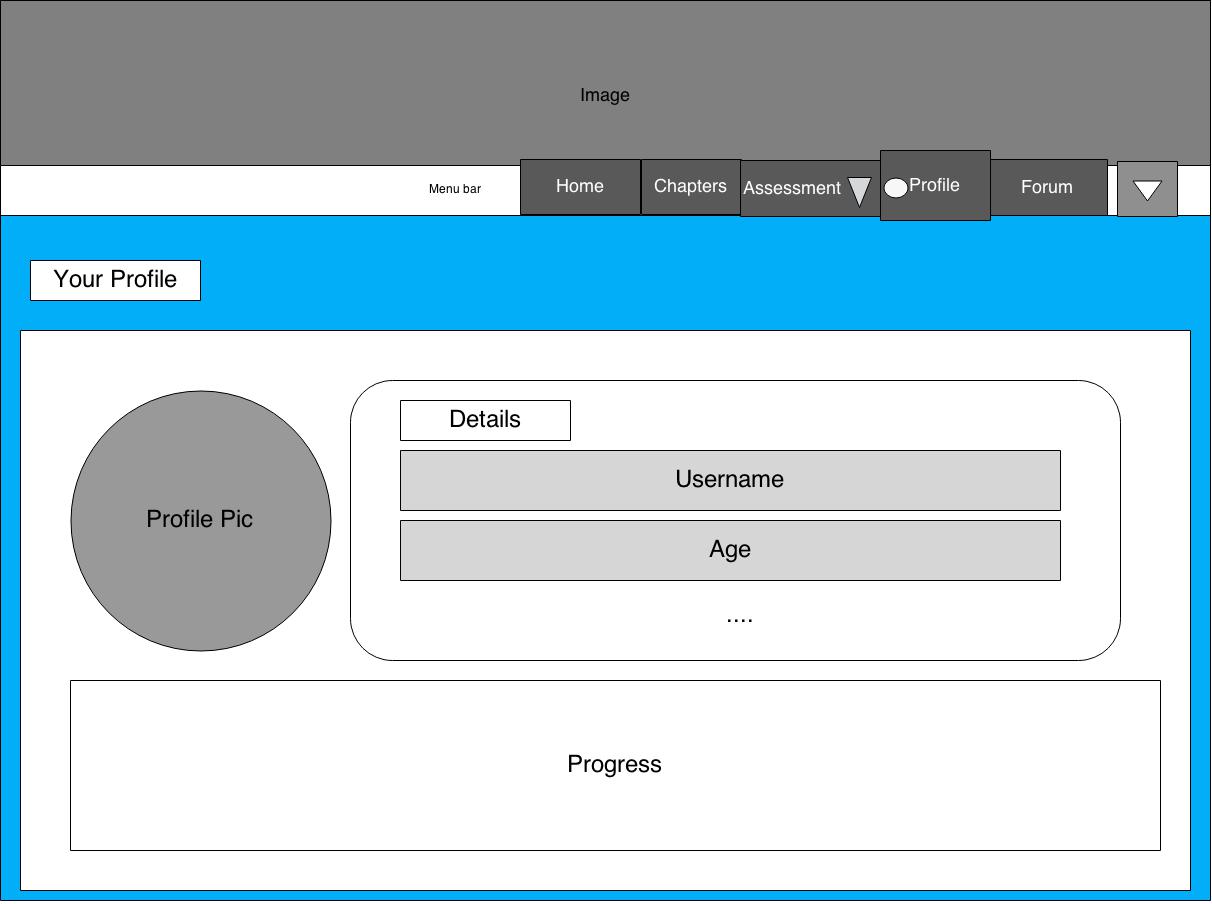 Image
Menu bar
Home
Chapters
Assessment
Profile
Forum
Your Profile
Details
Username
Profile Pic
Age
....
Progress